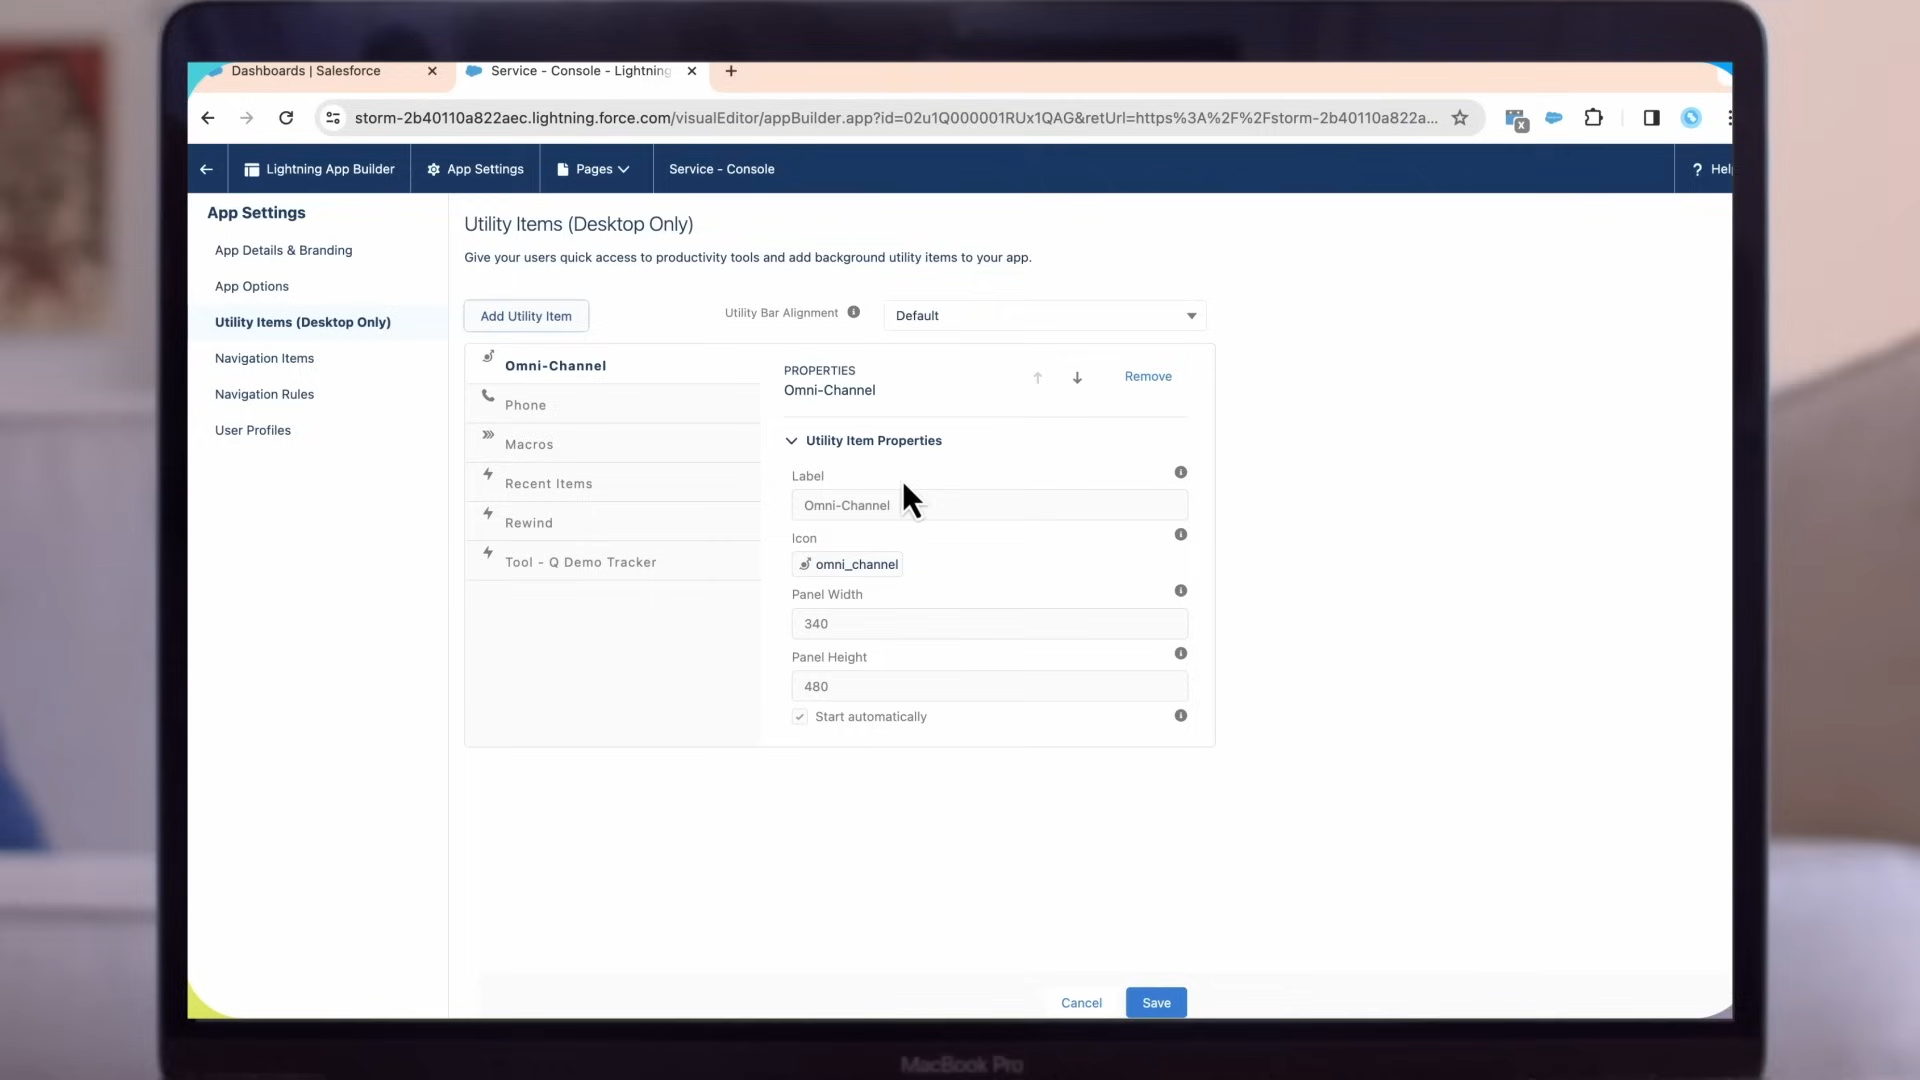 Dashboards | Salesforce
Service - Console - Lightning
storm-2b40110a822aec.lightning.force.com/visualEditor/appBuilder.app?id=02u1Q000001RUx1QAG&retUrl=https%3A%2F%2Fstorm-2b40110a822a...
Lightning App Builder
App Settings
Pages
Service - Console
? Hel
App Settings
App Details & Branding
App Options
Utility Items (Desktop Only)
Navigation Items
Navigation Rules
User Profiles
Utility Items (Desktop Only)
Give your users quick access to productivity tools and add background utility items to your app.
Add Utility Item
Utility Bar Alignment
Default
Omni-Channel
Phone
Macros
Recent Items
Rewind
Tool - Q Demo Tracker
PROPERTIES
Omni-Channel
Remove
Utility Item Properties
Label
Omni-Channel
Icon
omni_channel
Panel Width
340
Panel Height
480
Start automatically
Cancel
Save
MacBook Pro